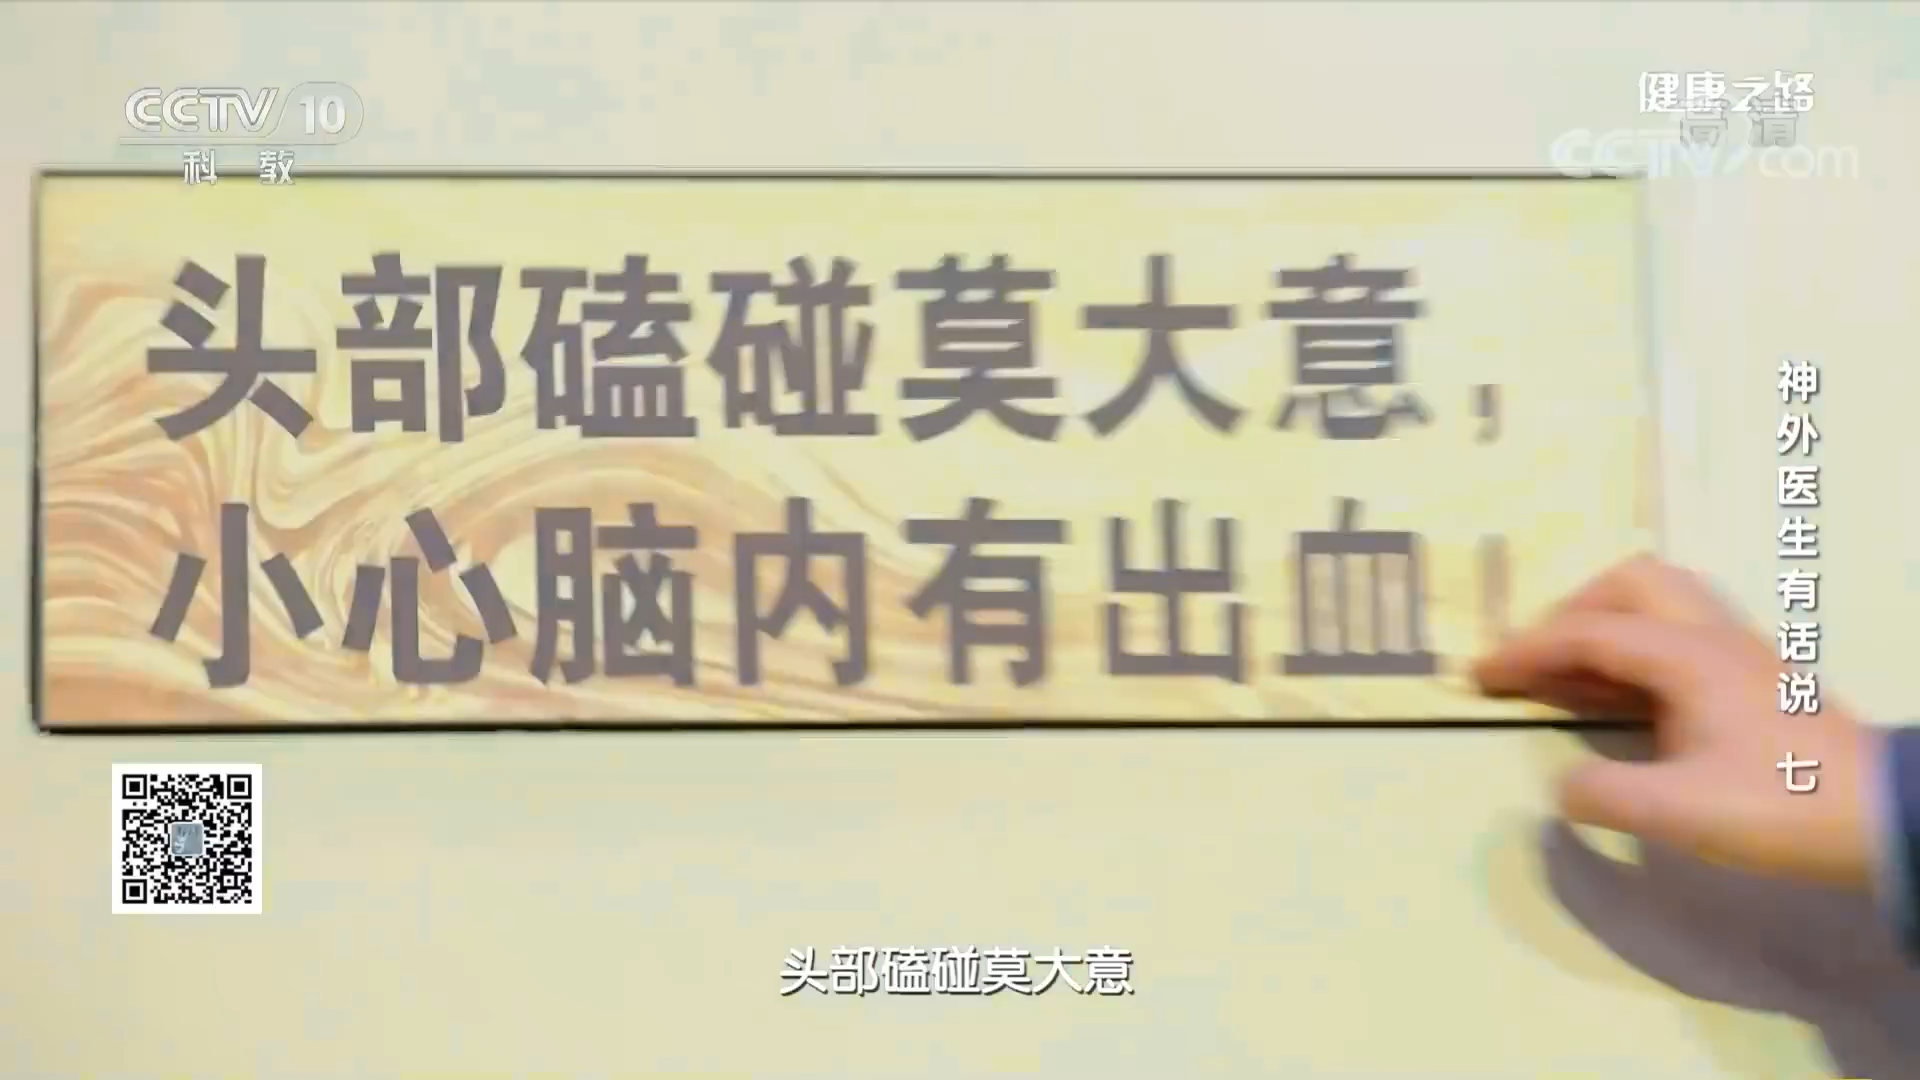 CCTV 10
科 教
健康之路
高清
CCTV.com
头部磕碰莫大意，
小心脑内有出血！
神外医生有话说 七
头部磕碰莫大意